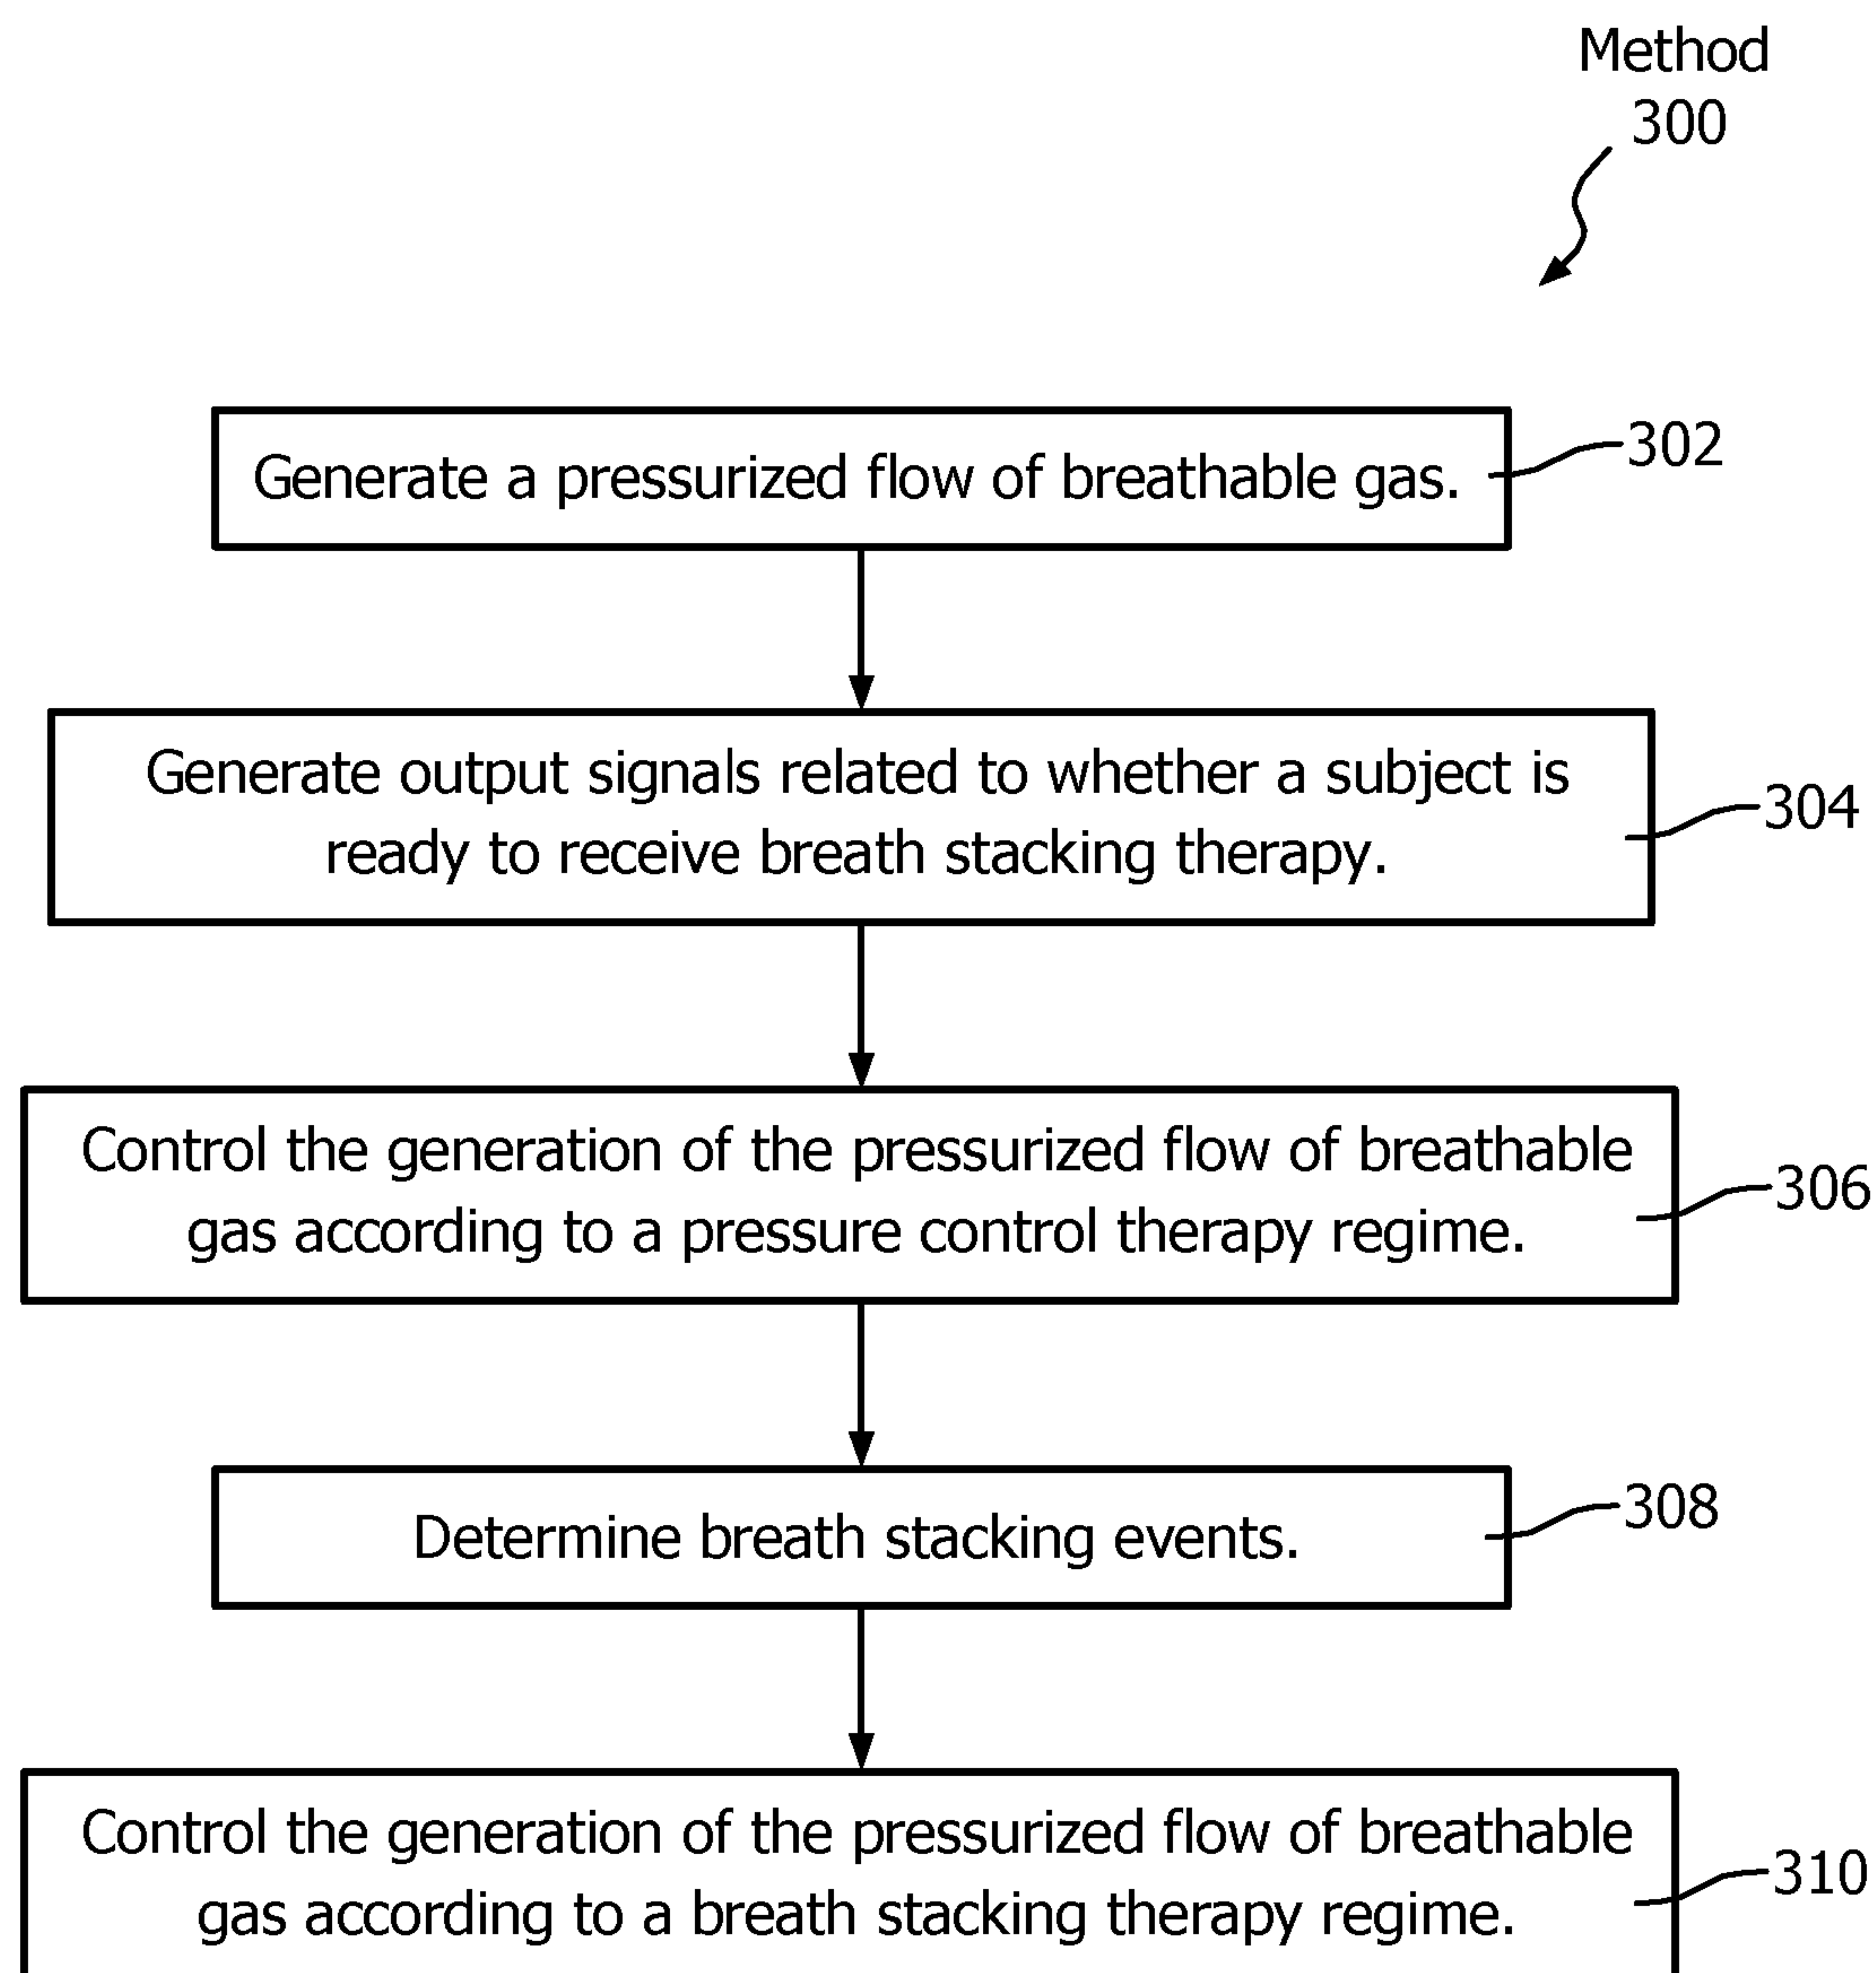 Method
300
Generate a pressurized flow of breathable gas.
302
Generate output signals related to whether a subject is
ready to receive breath stacking therapy.
304
Control the generation of the pressurized flow of breathable
gas according to a pressure control therapy regime.
306
Determine breath stacking events.
308
Control the generation of the pressurized flow of breathable
gas according to a breath stacking therapy regime.
310